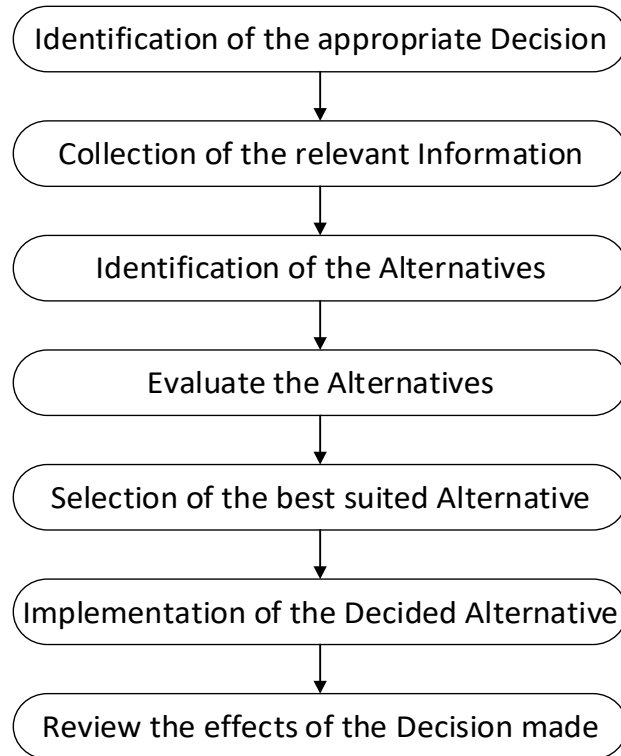 Identification of the appropriate Decision
Collection of the relevant Information
Identification of the Alternatives
Evaluate the Alternatives
Selection of the best suited Alternative
Implementation of the Decided Alternative
Review the effects of the Decision made